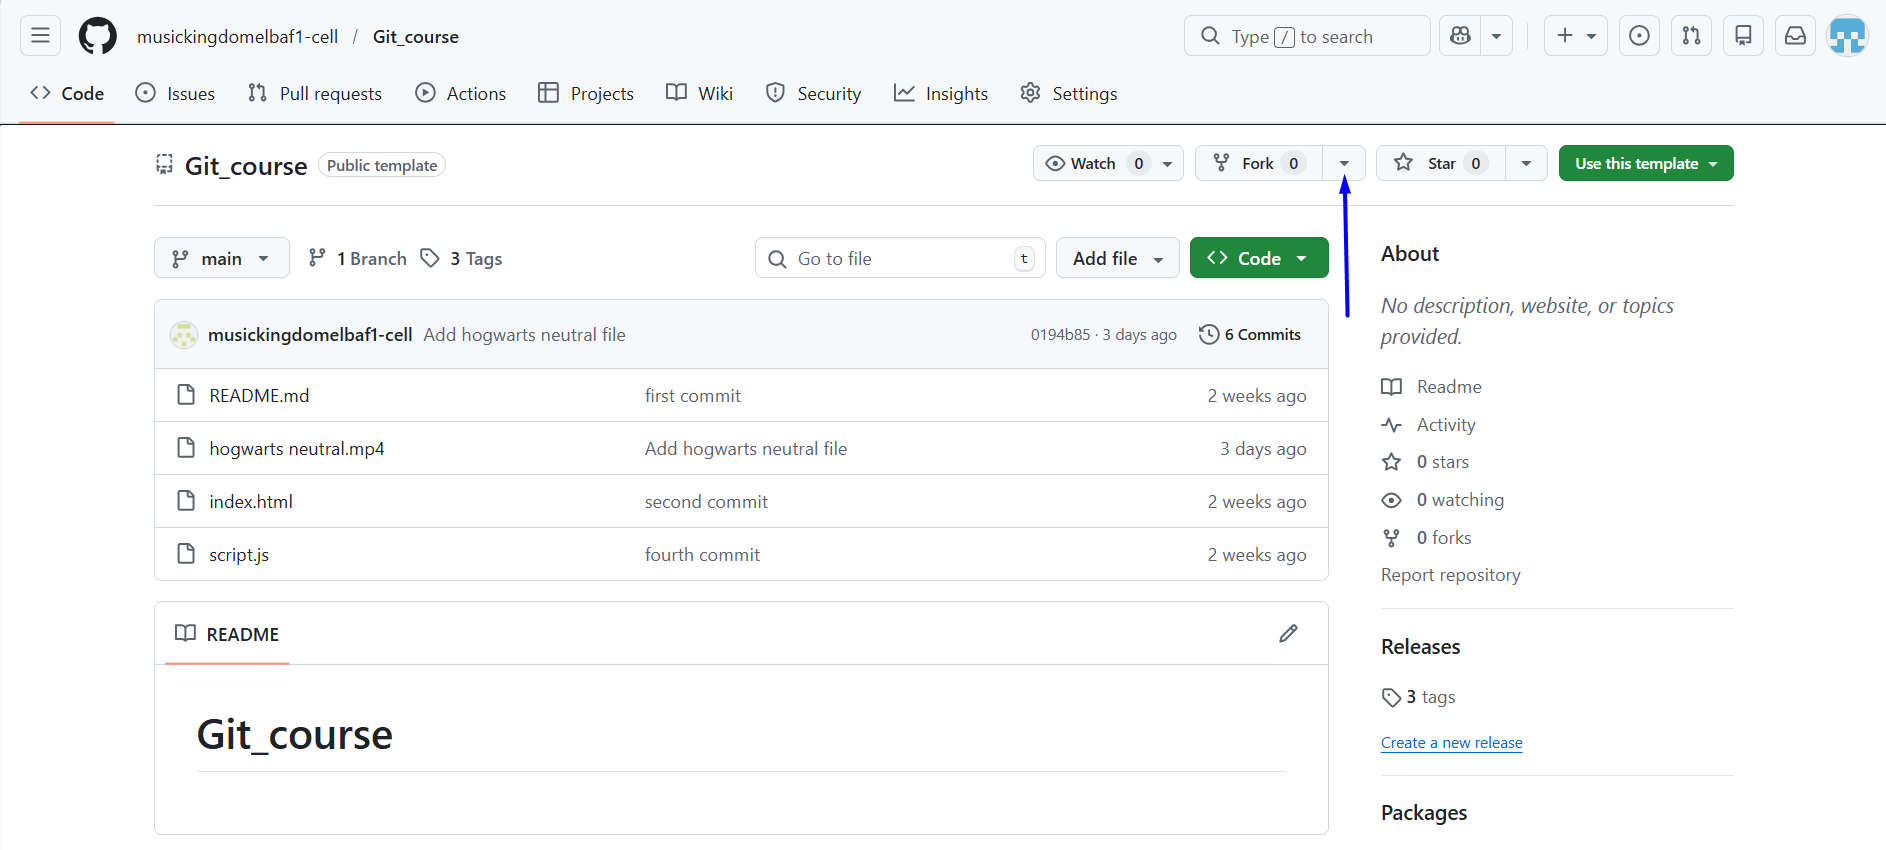 musickingdomelbaf1-cell / Git_course
Type / to search
Code Issues Pull requests Actions Projects Wiki Security Insights Settings
Git_course Public template
Watch 0 Fork 0 Star 0 Use this template
main 1 Branch 3 Tags Go to file t Add file Code
musickingdomelbaf1-cell Add hogwarts neutral file 0194b85 · 3 days ago 6 Commits
README.md first commit 2 weeks ago
hogwarts neutral.mp4 Add hogwarts neutral file 3 days ago
index.html second commit 2 weeks ago
script.js fourth commit 2 weeks ago
README
Git_course
About
No description, website, or topics
provided.
Readme
Activity
0 stars
0 watching
0 forks
Report repository
Releases
3 tags
Create a new release
Packages